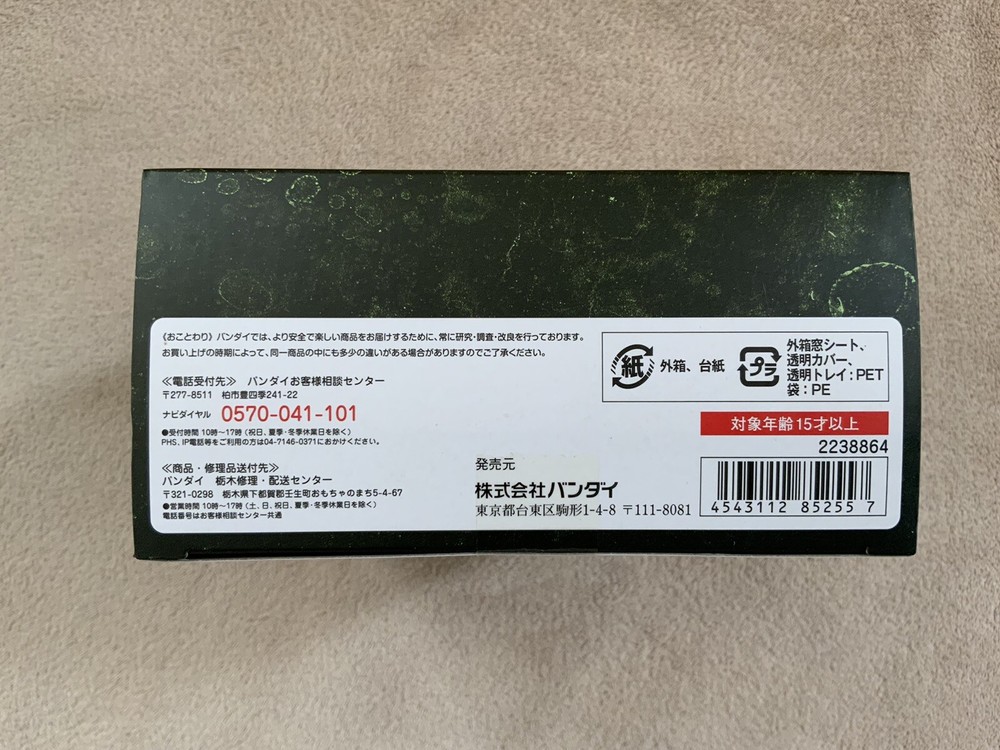 《おことわり》バンダイでは、より安全で楽しい商品をお届けするために、常に研究・調査・改良を行っております。
お買い上げの時期によって、同一商品の中にも多少の違いがある場合がありますのでご了承ください。
≪電話受付先≫ バンダイお客様相談センター
〒277-8511 柏市豊四季241-22
ナビダイヤル 0570-041-101
●受付時間 10時〜17時(祝日、夏季・冬季休業日を除く)
PHS、IP電話等をご利用の方は04-7146-0371におかけください。
≪商品・修理品送付先≫
バンダイ 栃木修理・配送センター
〒321-0298 栃木県下都賀郡壬生町おもちゃのまち5-4-67
●営業時間 10時〜17時(土、日、祝日、夏季・冬季休業日を除く)
電話番号はお客様相談センター共通
発売元
株式会社バンダイ
東京都台東区駒形1-4-8 〒111-8081
紙 外箱、台紙
プラ
外箱窓シート、
透明カバー、
透明トレイ:PET
袋:PE
対象年齢15才以上
2238864
4543112 85255 7